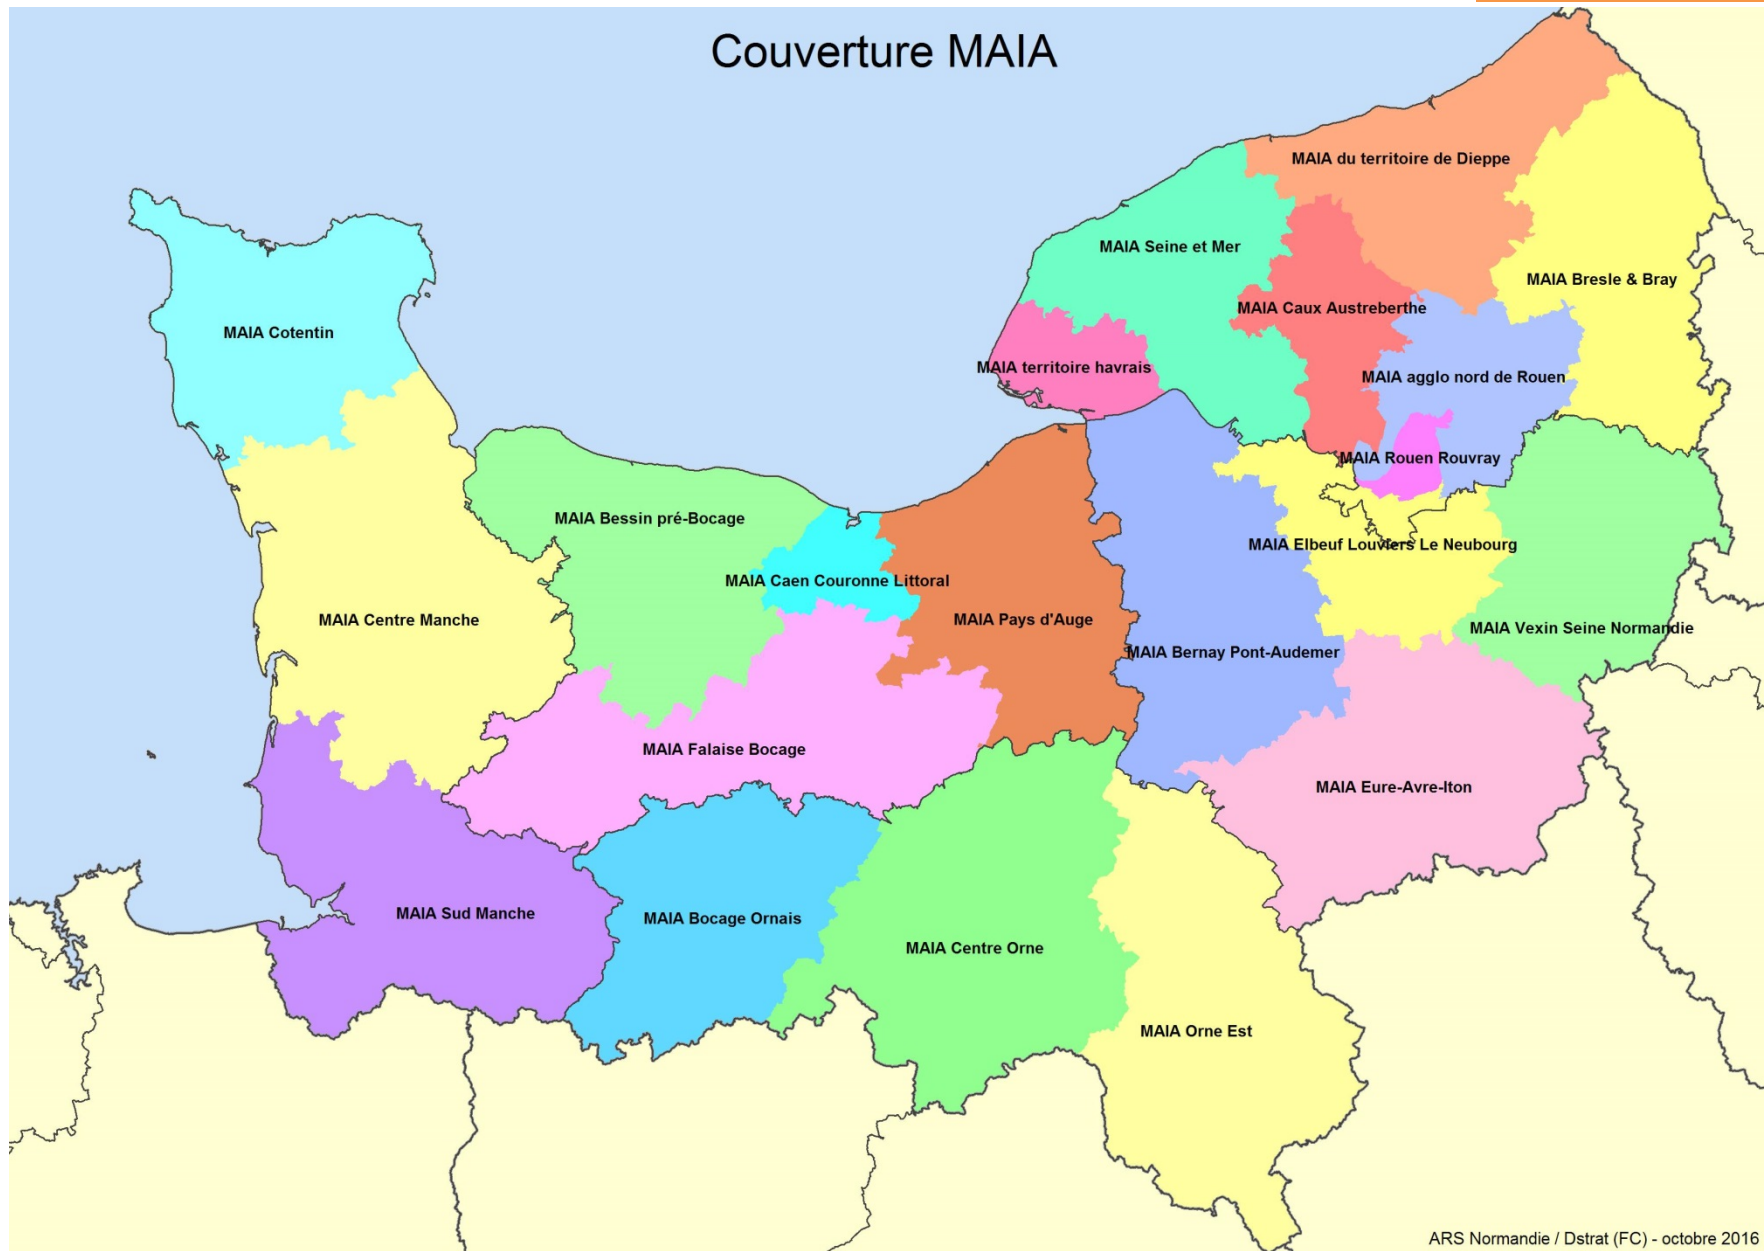 Couverture MAIA
MAIA du territoire de Dieppe
MAIA Seine et Mer
MAIA Bresle & Bray
MAIA Caux Austreberthe
MAIA Cotentin
MAIA territoire havrais
MAIA agglo nord de Rouen
MAIA Rouen Rouvray
MAIA Bessin pré-Bocage
MAIA Elbeuf Louviers Le Neubourg
MAIA Caen Couronne Littoral
MAIA Centre Manche
MAIA Pays d'Auge
MAIA Vexin Seine Normandie
MAIA Bernay Pont-Audemer
MAIA Falaise Bocage
MAIA Eure-Avre-Iton
MAIA Sud Manche
MAIA Bocage Ornais
MAIA Centre Orne
MAIA Orne Est
ARS Normandie / Dstrat (FC) - octobre 2016